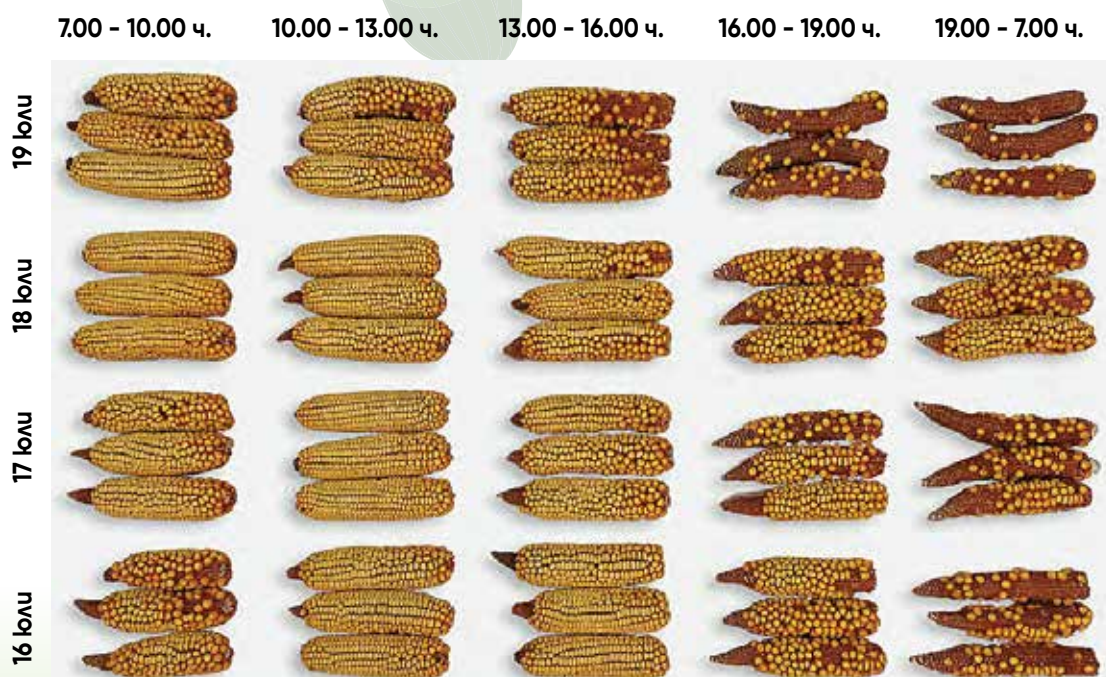 7.00 - 10.00 ч. 10.00 - 13.00 ч. 13.00 - 16.00 ч. 16.00 - 19.00 ч. 19.00 - 7.00 ч.
19 юли
18 юли
17 юли
16 юли